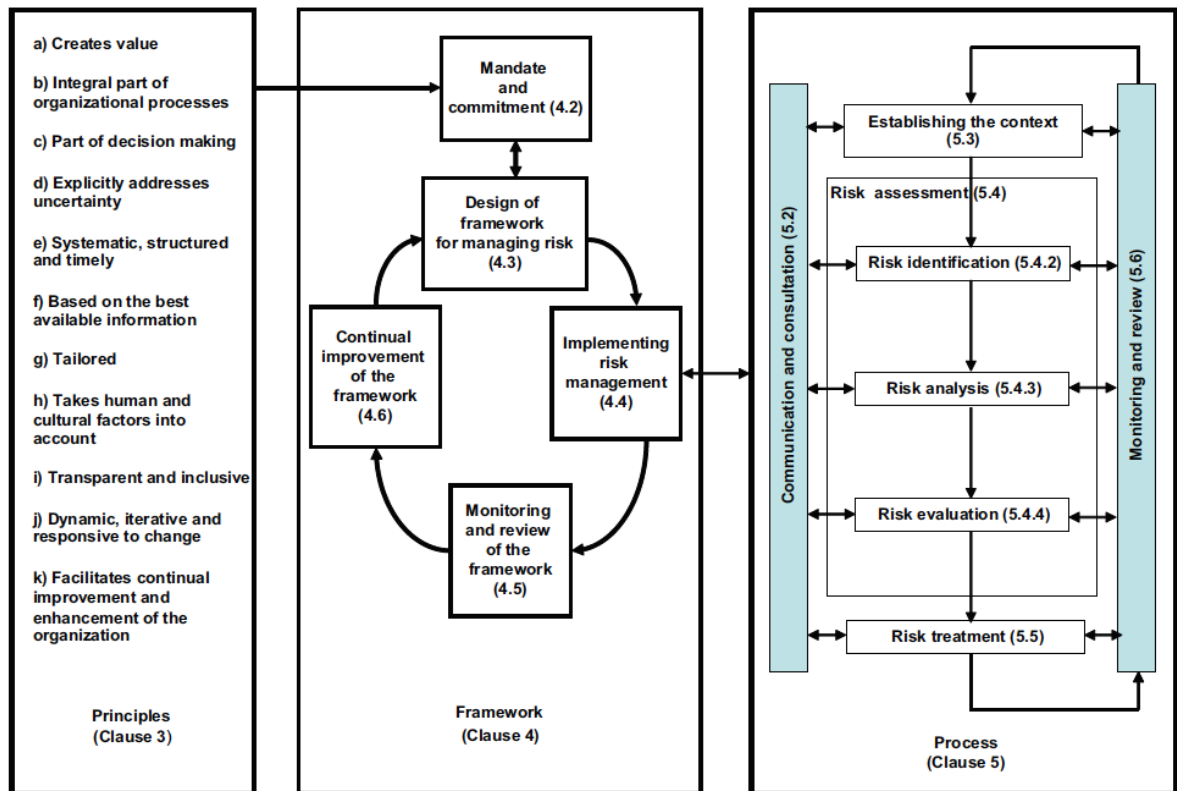 a) Creates value
b) Integral part of
organizational processes
c) Part of decision making
d) Explicitly addresses
uncertainty
e) Systematic, structured
and timely
f) Based on the best
available information
g) Tailored
h) Takes human and
cultural factors into
account
i) Transparent and inclusive
j) Dynamic, iterative and
responsive to change
k) Facilitates continual
improvement and
enhancement of the
organization
Principles
(Clause 3)
Mandate
and
commitment (4.2)
Design of
framework
for managing risk
(4.3)
Implementing
risk
management
(4.4)
Monitoring
and review
of the
framework
(4.5)
Continual
improvement
of the
framework
(4.6)
Framework
(Clause 4)
Communication and consultation (5.2)
Establishing the context
(5.3)
Risk assessment (5.4)
Risk identification (5.4.2)
Risk analysis (5.4.3)
Risk evaluation (5.4.4)
Risk treatment (5.5)
Monitoring and review (5.6)
Process
(Clause 5)